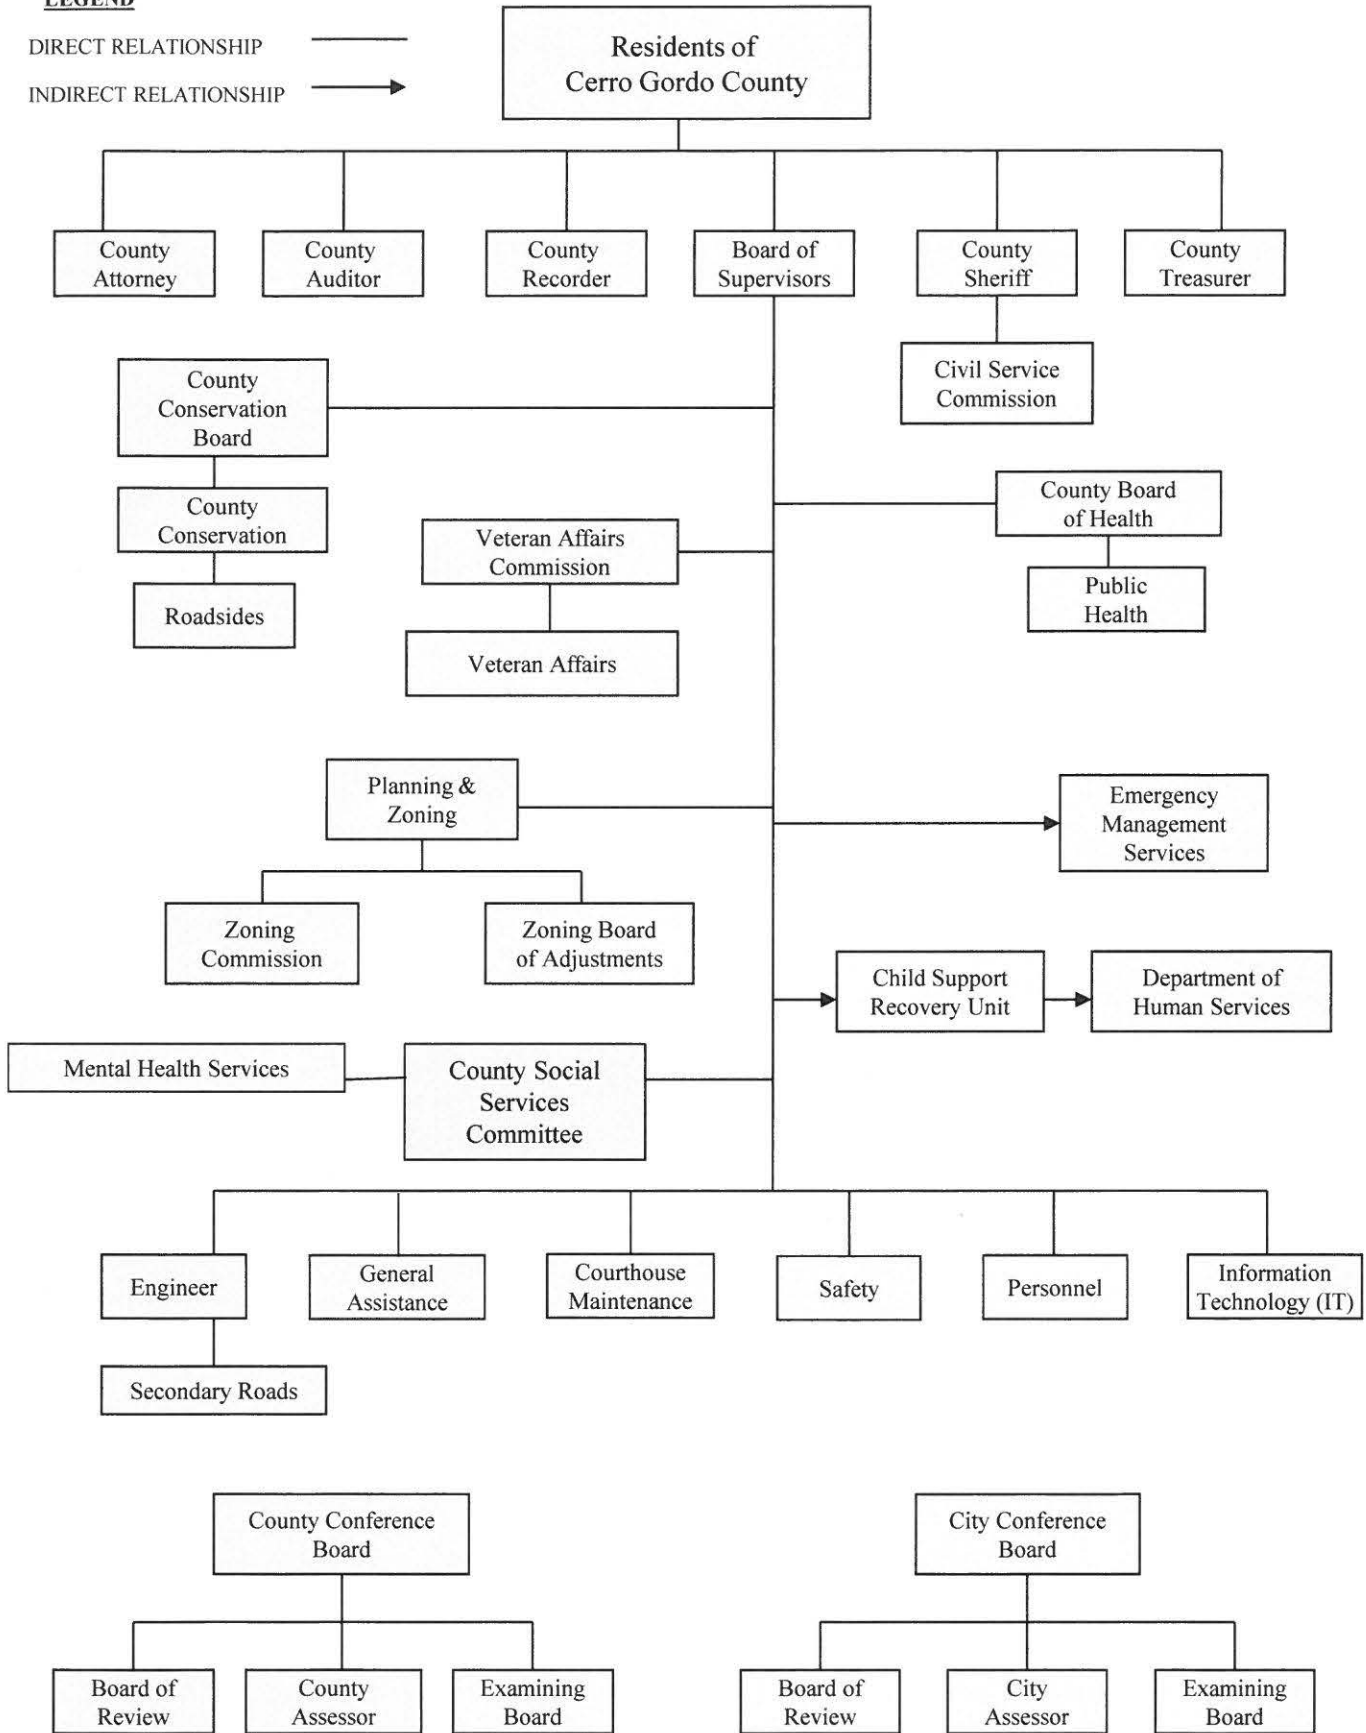 LEGEND
DIRECT RELATIONSHIP
INDIRECT RELATIONSHIP
Residents of
Cerro Gordo County
County
Attorney
County
Auditor
County
Recorder
Board of
Supervisors
County
Sheriff
County
Treasurer
Civil Service
Commission
County
Conservation
Board
County
Conservation
Roadsides
Veteran Affairs
Commission
Veteran Affairs
County Board
of Health
Public
Health
Planning &
Zoning
Zoning
Commission
Zoning Board
of Adjustments
Emergency
Management
Services
Child Support
Recovery Unit
Department of
Human Services
Mental Health Services
County Social
Services
Committee
Engineer
General
Assistance
Courthouse
Maintenance
Safety
Personnel
Information
Technology (IT)
Secondary Roads
County Conference
Board
Board of
Review
County
Assessor
Examining
Board
City Conference
Board
Board of
Review
City
Assessor
Examining
Board